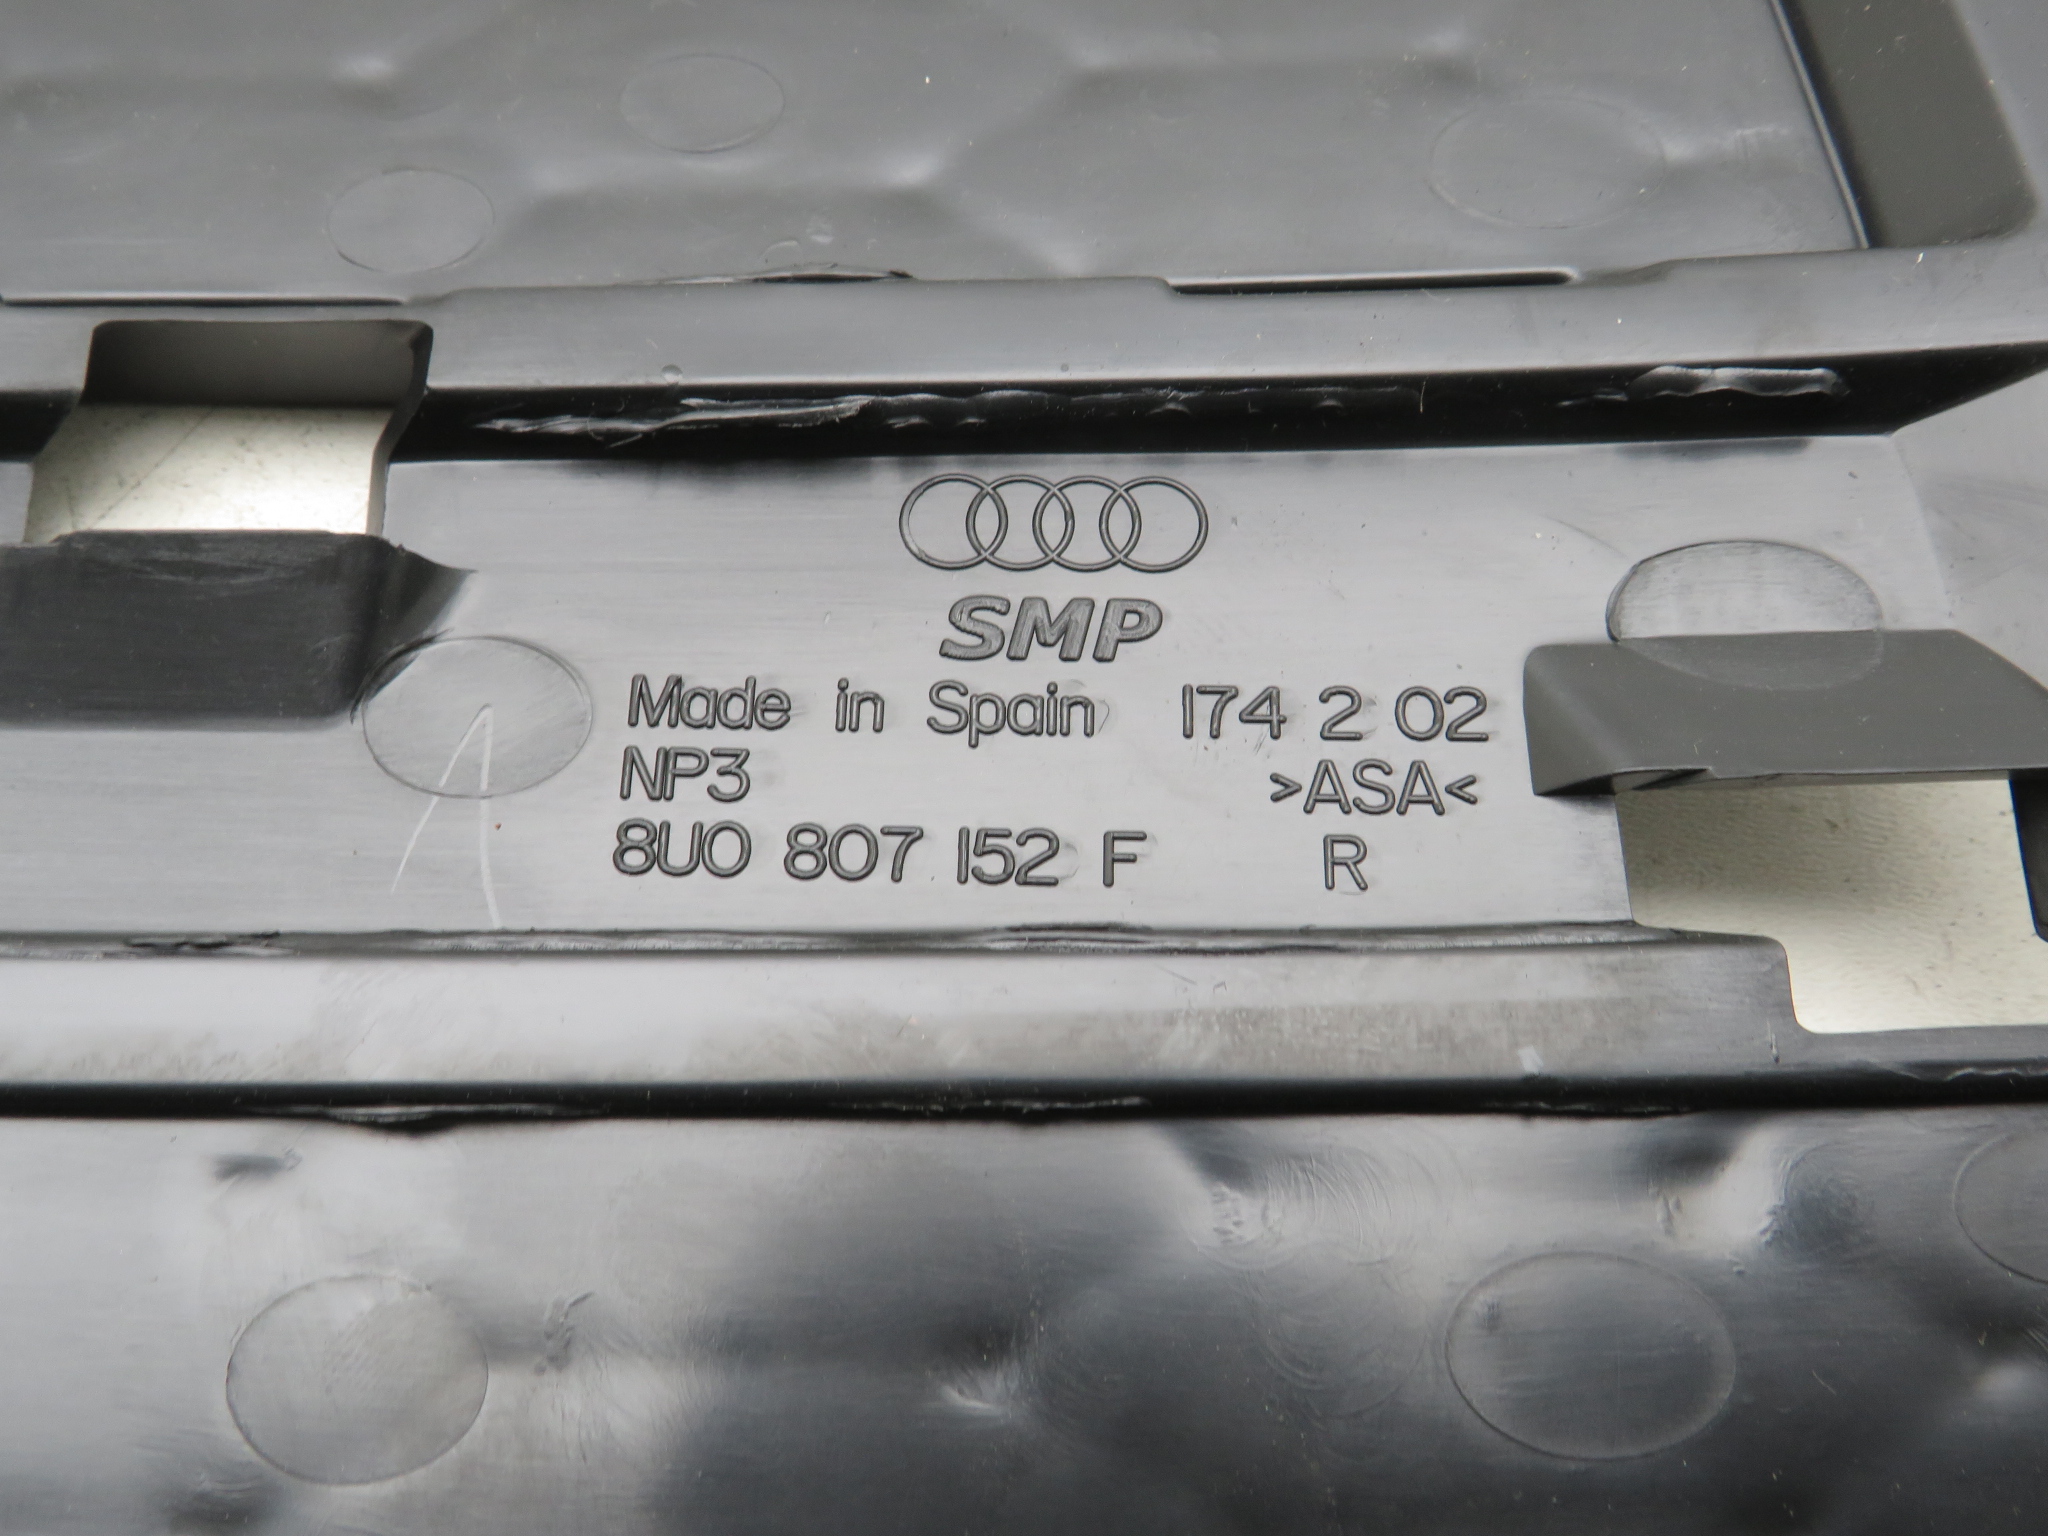 SMP
Made in Spain 174 2 02
NP3 >ASA<
8U0 807 152 F R